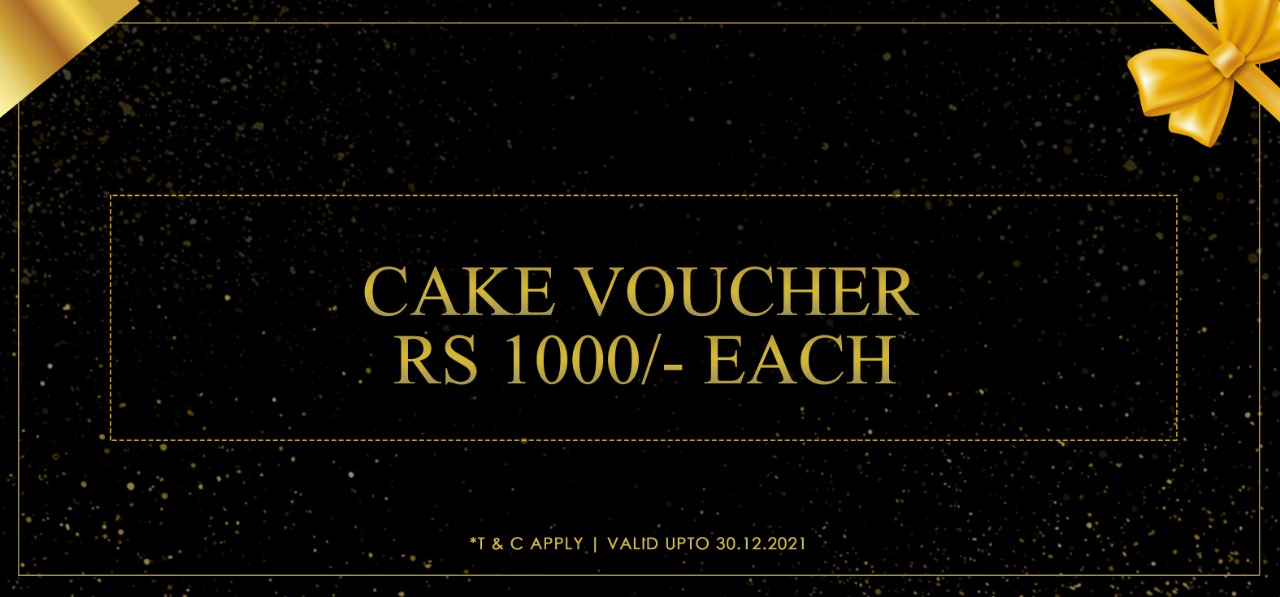 CAKE VOUCHER
RS 1000/- EACH
*T & C APPLY | VALID UPTO 30.12.2021